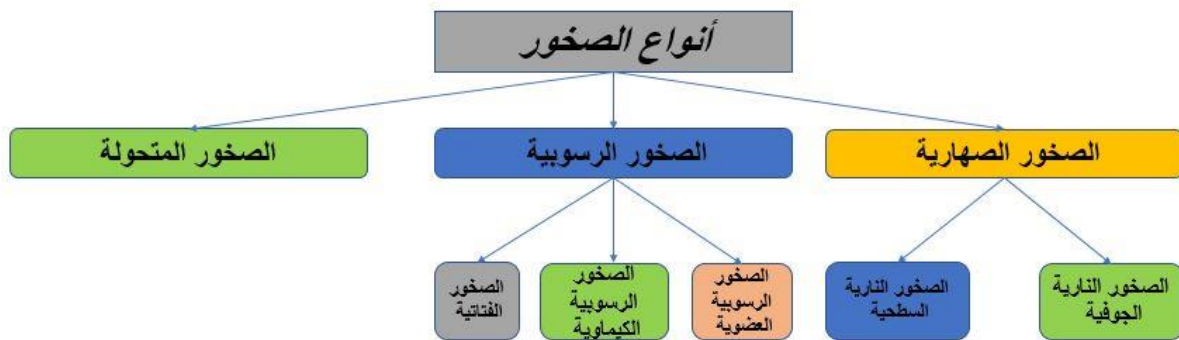 أنواع الصخور
الصخور الصهارية
الصخور الرسوبية
الصخور المتحولة
الصخور النارية
الجوفية
الصخور النارية
السطحية
الصخور
الرسوبية
العضوية
الصخور
الرسوبية
الكيماوية
الصخور
الفتاتية